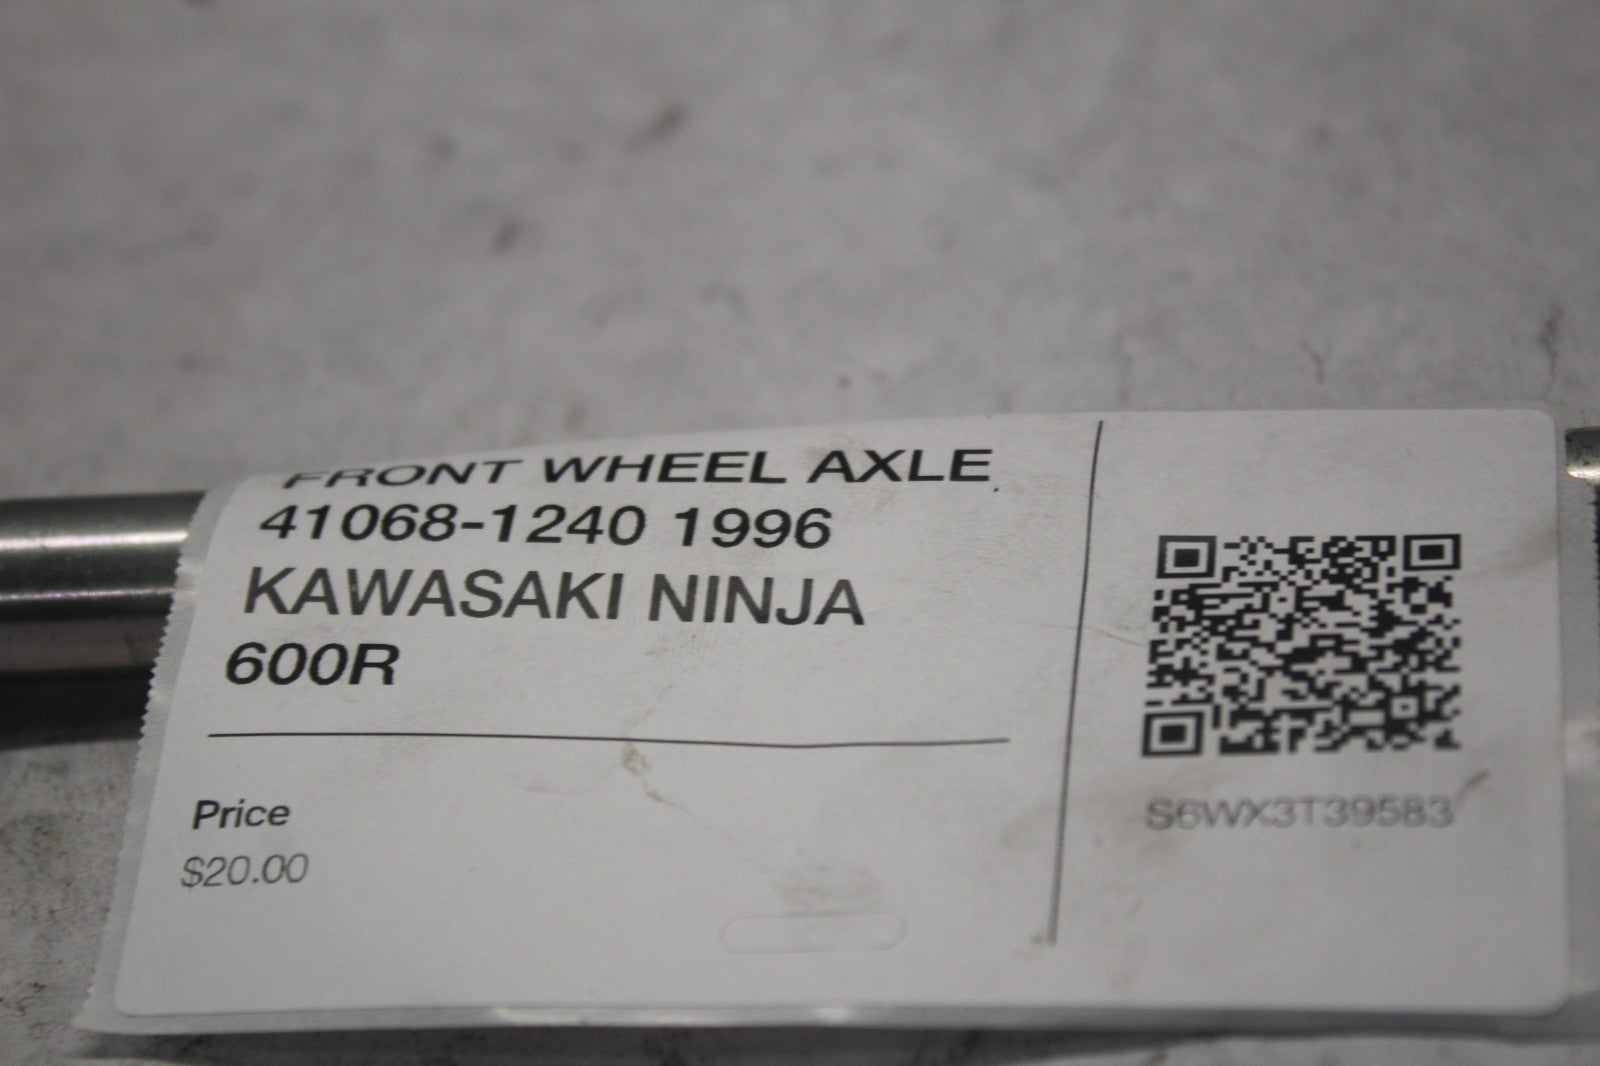 FRONT WHEEL AXLE
41068-1240 1996
KAWASAKI NINJA
600R
Price
$20.00
S6WX3T39583